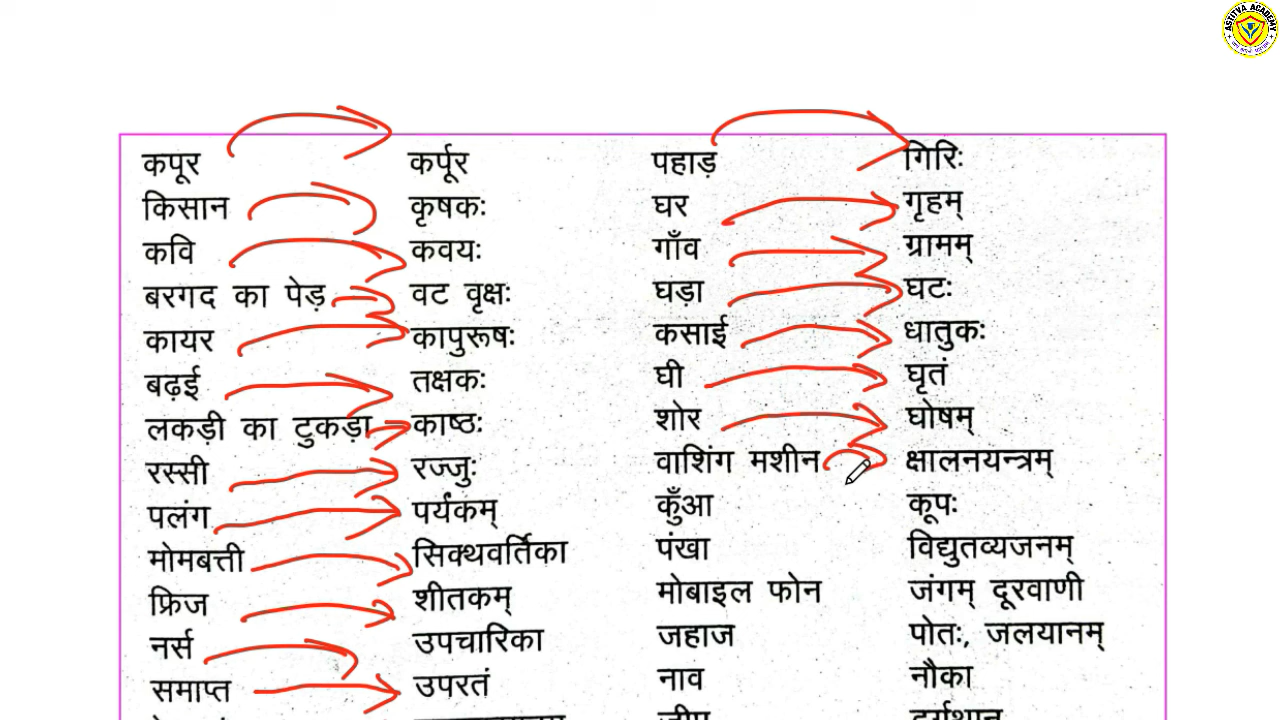 ASTITVA ACADEMY
कपूर कर्पूर पहाड़ गिरिः
किसान कृषकः घर गृहम्
कवि कवयः गाँव ग्रामम्
बरगद का पेड़ वट वृक्षः घड़ा घटः
कायर कापुरूषः कसाई धातुकः
बढ़ई तक्षकः घी घृतं
लकड़ी का टुकड़ा काष्ठः शोर घोषम्
रस्सी रज्जुः वाशिंग मशीन क्षालनयन्त्रम्
पलंग पर्यंकम् कुँआ कूपः
मोमबत्ती सिक्थवर्तिका पंखा विद्युतव्यजनम्
फ्रिज शीतकम् मोबाइल फोन जंगम् दूरवाणी
नर्स उपचारिका जहाज पोतः, जलयानम्
समाप्त उपरतं नाव नौका